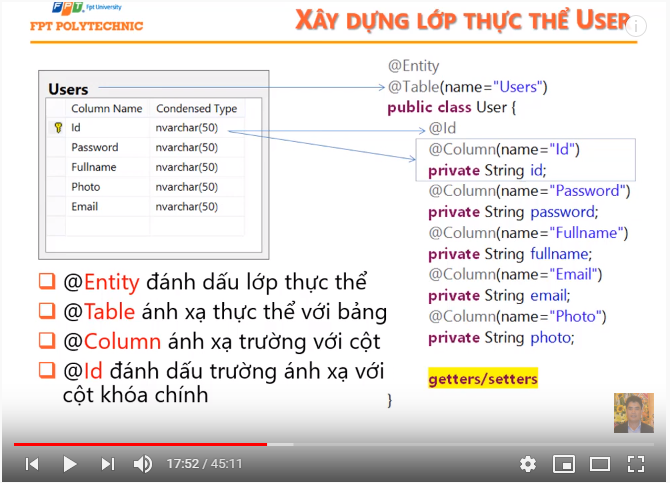 FPT. Fpt University
FPT POLYTECHNIC
XÂY DỰNG LỚP THỰC THỂ USER
Users
Column Name Condensed Type
Id nvarchar(50)
Password nvarchar(50)
Fullname nvarchar(50)
Photo nvarchar(50)
Email nvarchar(50)
@Entity
@Table(name="Users")
public class User {
@Id
@Column(name="Id")
private String id;
@Column(name="Password")
private String password;
@Column(name="Fullname")
private String fullname;
@Column(name="Email")
private String email;
@Column(name="Photo")
private String photo;
getters/setters
}
@Entity đánh dấu lớp thực thể
@Table ánh xạ thực thể với bảng
@Column ánh xạ trường với cột
@Id đánh dấu trường ánh xạ với
cột khóa chính
17:52 / 45:11